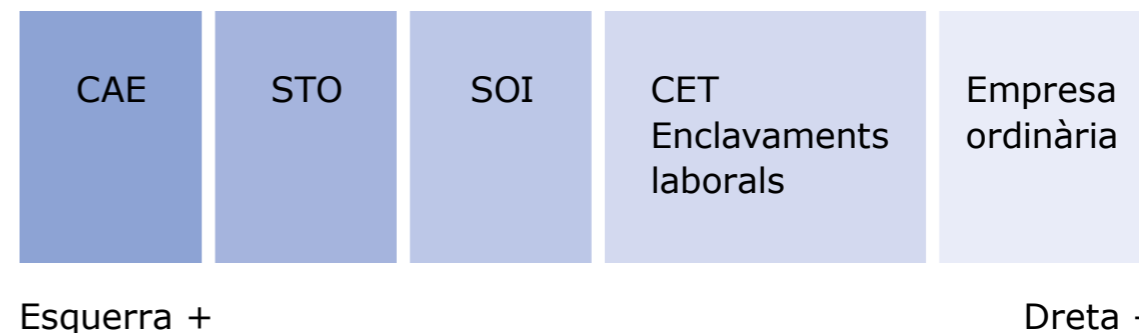 CAE
STO
SOI
CET
Enclavaments
laborals
Empresa
ordinària
Esquerra +
Dreta -